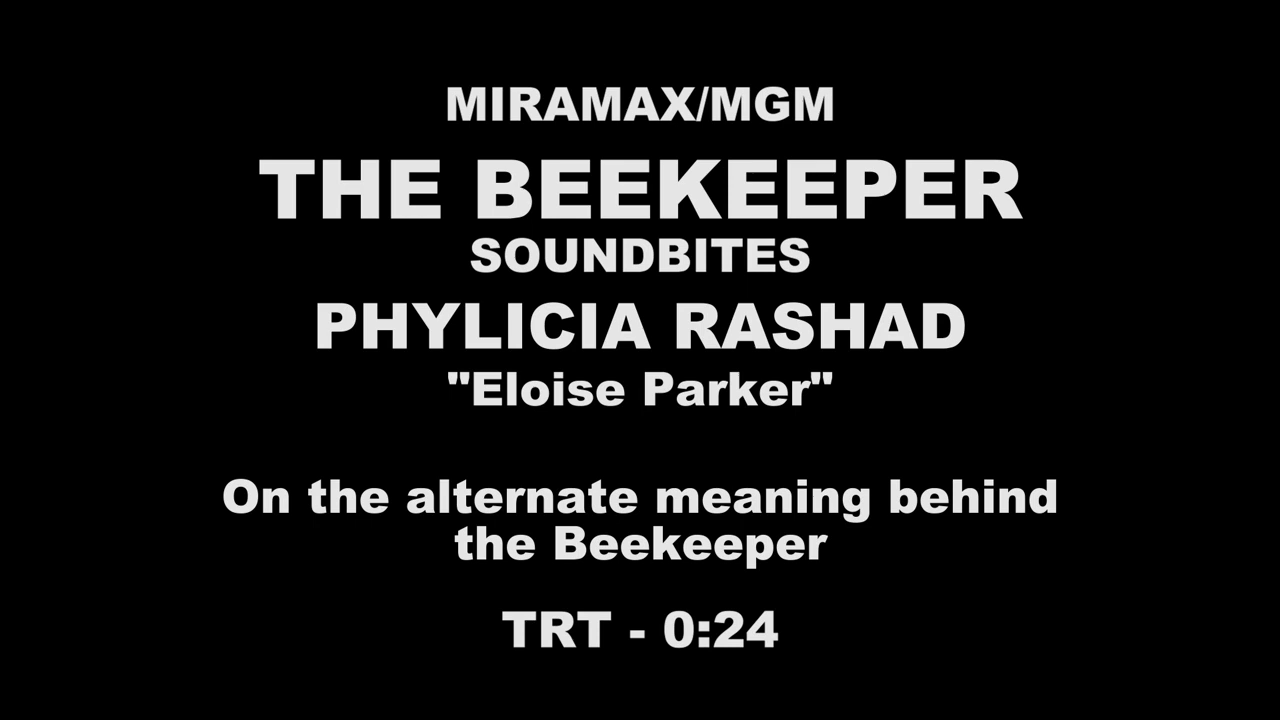 MIRAMAX/MGM
THE BEEKEEPER
SOUNDBITES
PHYLICIA RASHAD
"Eloise Parker"
On the alternate meaning behind
the Beekeeper
TRT - 0:24